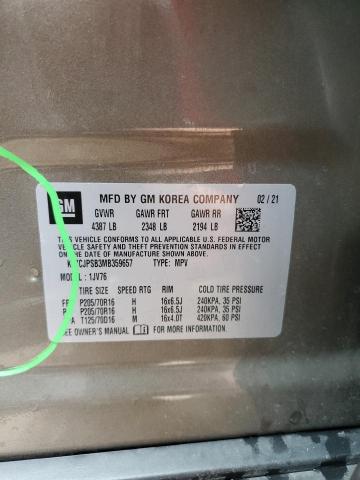 GM
MFD BY GM KOREA COMPANY 02 / 21
GVWR GAWR FRT GAWR RR
4387 LB 2348 LB 2194 LB
THIS VEHICLE CONFORMS TO ALL APPLICABLE U.S. FEDERAL MOTOR
VEHICLE SAFETY AND THEFT PREVENTION STANDARDS IN EFFECT
ON THE DATE OF MANUFACTURE SHOWN ABOVE.
TYPE: MPV
MODEL : 1JV76
TIRE SIZE SPEED RTG RIM COLD TIRE PRESSURE
P205/70R16 H 16x6.5J 240KPA, 35 PSI
P205/70R16 H 16x6.5J 240KPA, 35 PSI
T125/70D16 M 16x4.0T 420KPA, 60 PSI
SEE OWNER'S MANUAL FOR MORE INFORMATION.